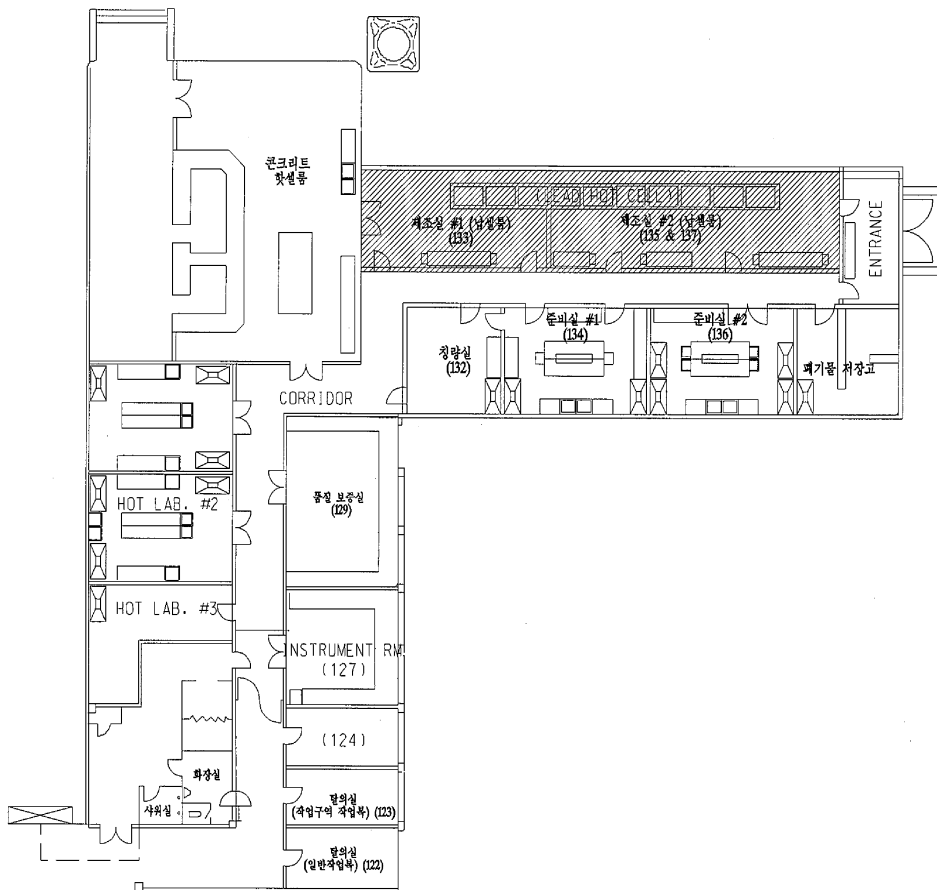 콘크리트
핫셀룸
(LEAD HOT CELL)
제조실 #1 (납셀룸)
(133)
제조실 #2 (납셀룸)
(135 & 137)
ENTRANCE
칭량실
(132)
준비실 #1
(134)
준비실 #2
(136)
폐기물 저장고
CORRIDOR
품질 보증실
(129)
HOT LAB. #2
HOT LAB. #3
INSTRUMENT RM
(127)
(124)
화장실
샤워실
탈의실
(작업구역 작업복) (123)
탈의실
(일반작업복) (122)